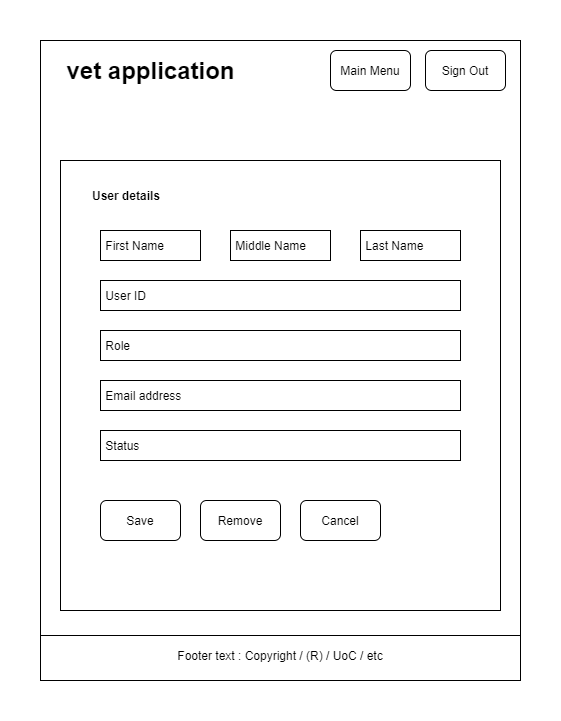 vet application
Main Menu
Sign Out
User details
First Name
Middle Name
Last Name
User ID
Role
Email address
Status
Save
Remove
Cancel
Footer text : Copyright / (R) / UoC / etc